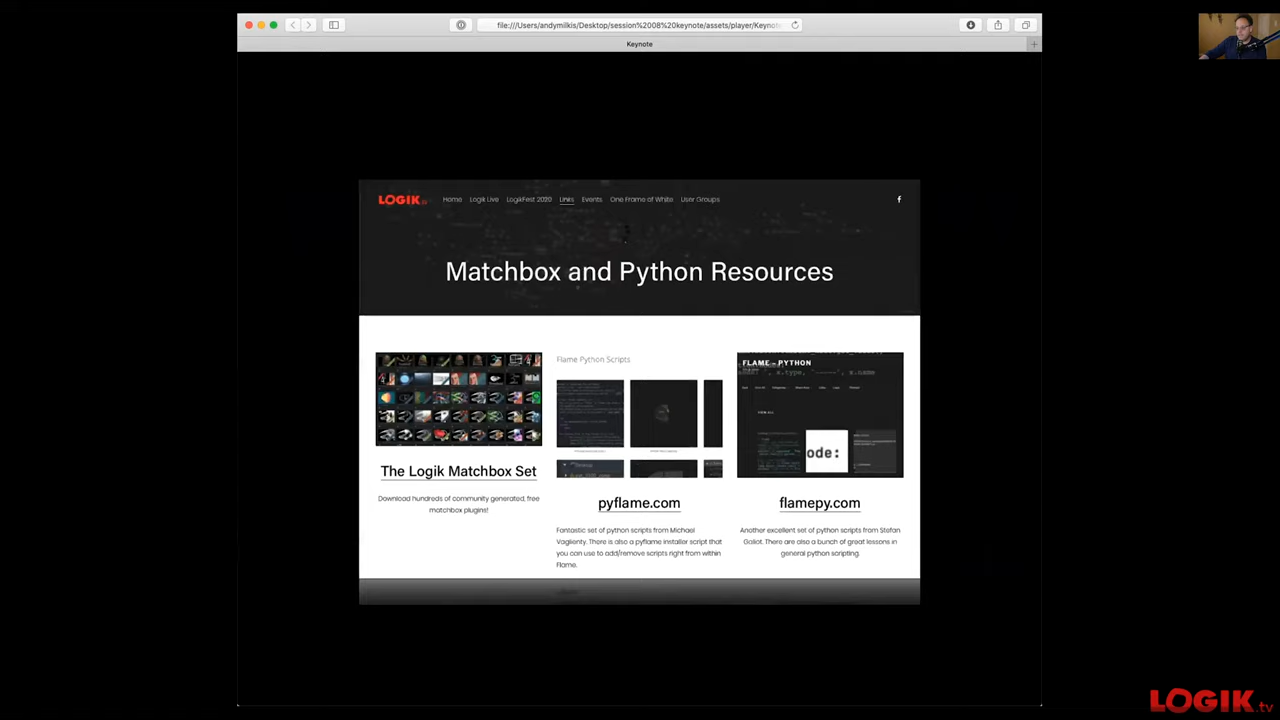 file:///Users/andymilkis/Desktop/session%2008%20keynote/assets/player/Keynote
Keynote
LOGIK.tv
Home Logik Live LogikFest 2020 Links Events One Frame of White User Groups
Matchbox and Python Resources
Flame Python Scripts
FLAME - PYTHON
ode:
The Logik Matchbox Set
Download hundreds of community generated, free
matchbox plugins!
pyflame.com
Fantastic set of python scripts from Michael
Vaglienty. There is also a pyflame installer script that
you can use to add/remove scripts right from within
Flame.
flamepy.com
Another excellent set of python scripts from Stefan
Gaillot. There are also a bunch of great lessons in
general python scripting.
LOGIK.tv